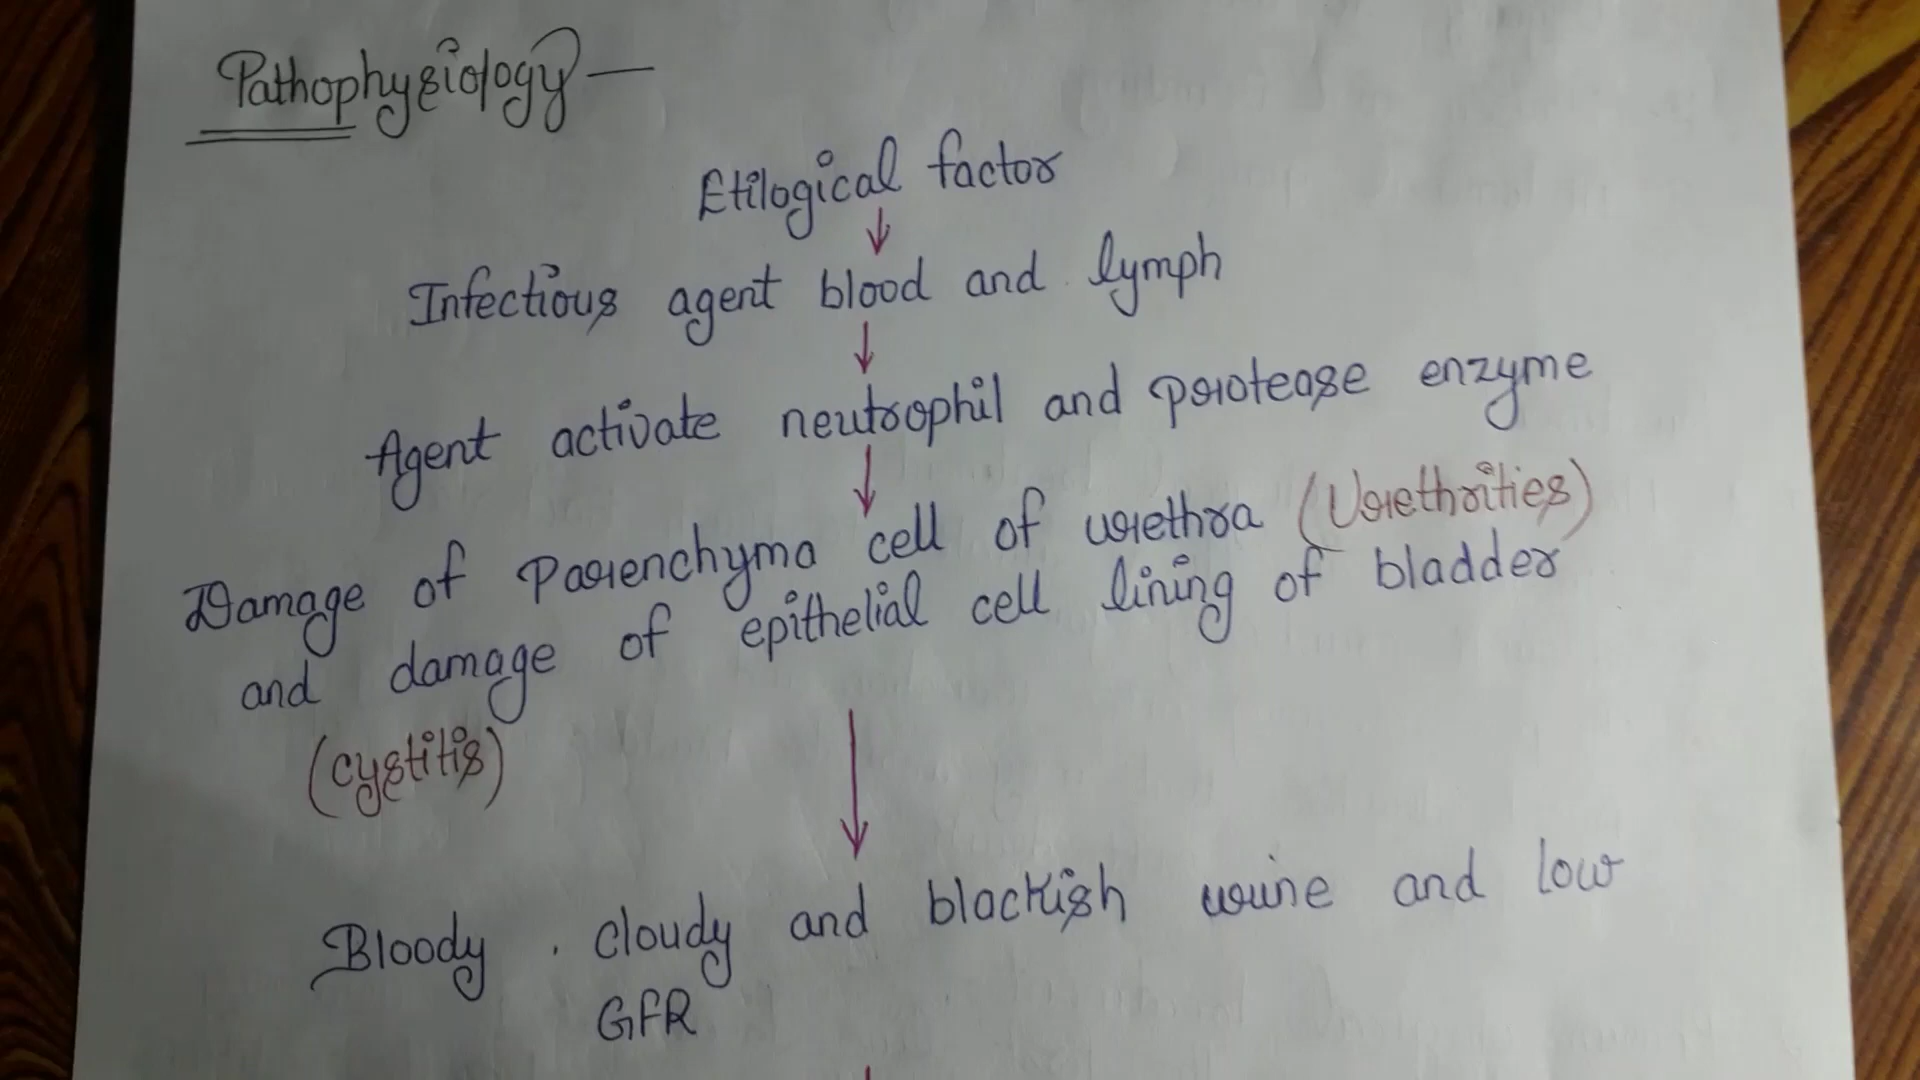 Pathophysiology —
Etilogical factor
Infectious agent blood and lymph
Agent activate neutrophil and protease enzyme
Damage of Parenchyma cell of urethra (Urethrities)
and damage of epithelial cell lining of bladder
(cystitis)
Bloody . cloudy and blackish urine and low
GFR